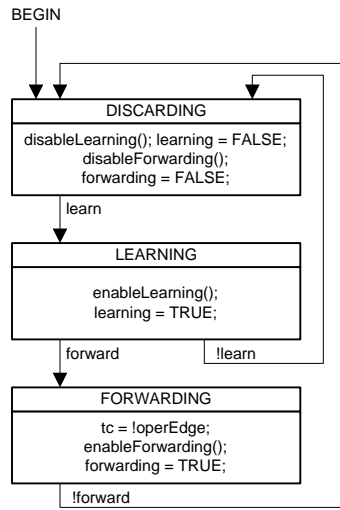 BEGIN
DISCARDING
disableLearning(); learning = FALSE;
disableForwarding();
forwarding = FALSE;
learn
LEARNING
enableLearning();
learning = TRUE;
forward
!learn
FORWARDING
tc = !operEdge;
enableForwarding();
forwarding = TRUE;
!forward